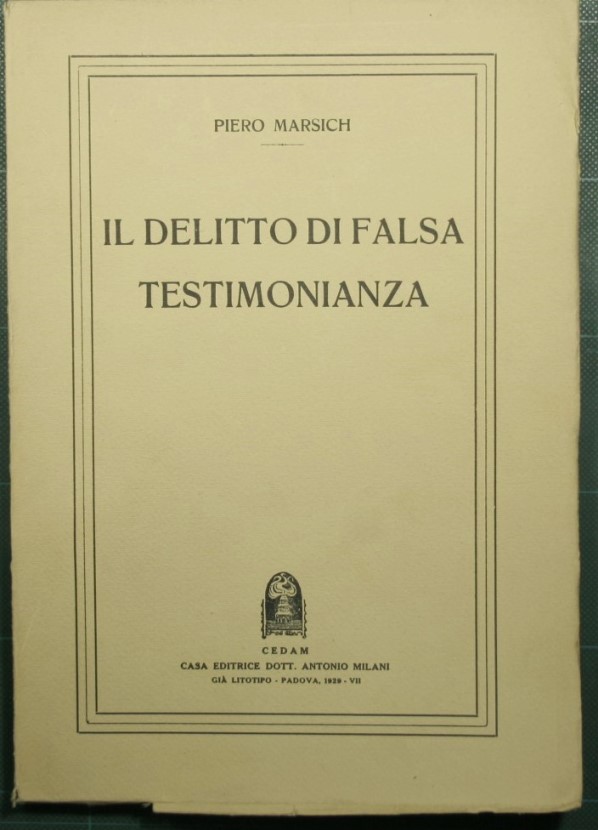 PIERO MARSICH
IL DELITTO DI FALSA
TESTIMONIANZA
CEDAM
CASA EDITRICE DOTT. ANTONIO MILANI
GIÀ LITOTIPO - PADOVA, 1929 - VII